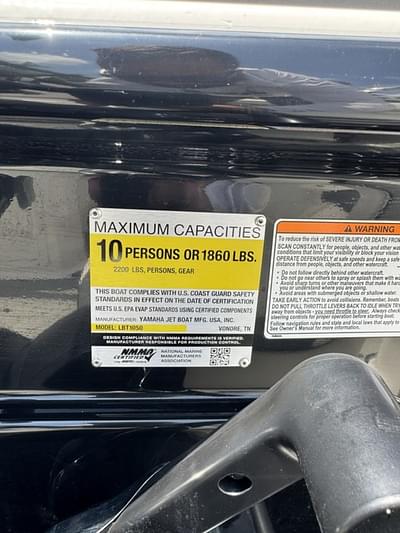 MAXIMUM CAPACITIES
10 PERSONS OR 1860 LBS.
2200 LBS, PERSONS, GEAR
THIS BOAT COMPLIES WITH U.S. COAST GUARD SAFETY
STANDARDS IN EFFECT ON THE DATE OF CERTIFICATION
MEETS U.S. EPA EVAP STANDARDS USING CERTIFIED COMPONENTS
MANUFACTURER: YAMAHA JET BOAT MFG. USA, INC.
MODEL: LBT1050 VONORE, TN
DESIGN COMPLIANCE WITH NMMA REQUIREMENTS IS VERIFIED.
MANUFACTURER RESPONSIBLE FOR PRODUCTION CONTROL.
NMMA
CERTIFIED
NATIONAL MARINE
MANUFACTURERS
ASSOCIATION
WARNING
To reduce the risk of SEVERE INJURY OR DEATH FROM
SCAN CONSTANTLY for people, objects, and other
conditions that limit your visibility or block your vision
OPERATE DEFENSIVELY at safe speeds and keep a safe
distance from people, objects, and other watercraft.
· Do not follow directly behind other watercraft.
· Do not go near others to spray or splash them with
· Avoid sharp turns or other maneuvers that make it
you or understand where you are going.
· Avoid areas with submerged objects or shallow
TAKE EARLY ACTION to avoid collisions. Remember, boats
DO NOT PULL THROTTLE LEVERS BACK TO IDLE WHEN
away from objects - you need throttle to steer. Always
steering controls for proper operation before starting
Follow navigation rules and state and local laws that apply to
See Owner's Manual for more information.